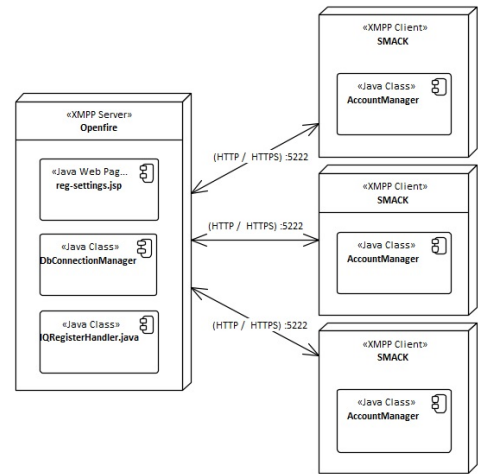 «XMPP Server»
Openfire
«Java Web Pag...
reg-settings.jsp
«Java Class»
DbConnectionManager
«Java Class»
IQRegisterHandler.java
(HTTP / HTTPS) :5222
(HTTP / HTTPS) :5222
(HTTP / HTTPS) :5222
«XMPP Client»
SMACK
«Java Class»
AccountManager
«XMPP Client»
SMACK
«Java Class»
AccountManager
«XMPP Client»
SMACK
«Java Class»
AccountManager